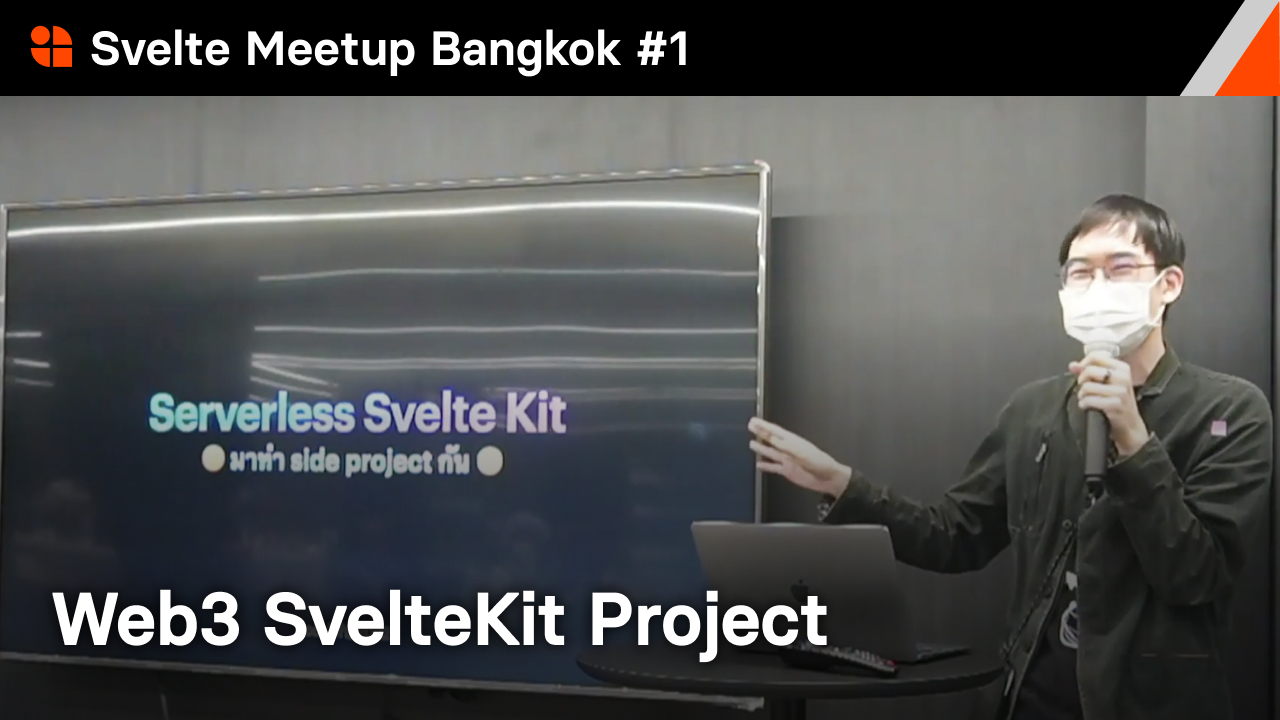 Svelte Meetup Bangkok #1
Serverless Svelte Kit
มาทำ side project กัน
Web3 SvelteKit Project